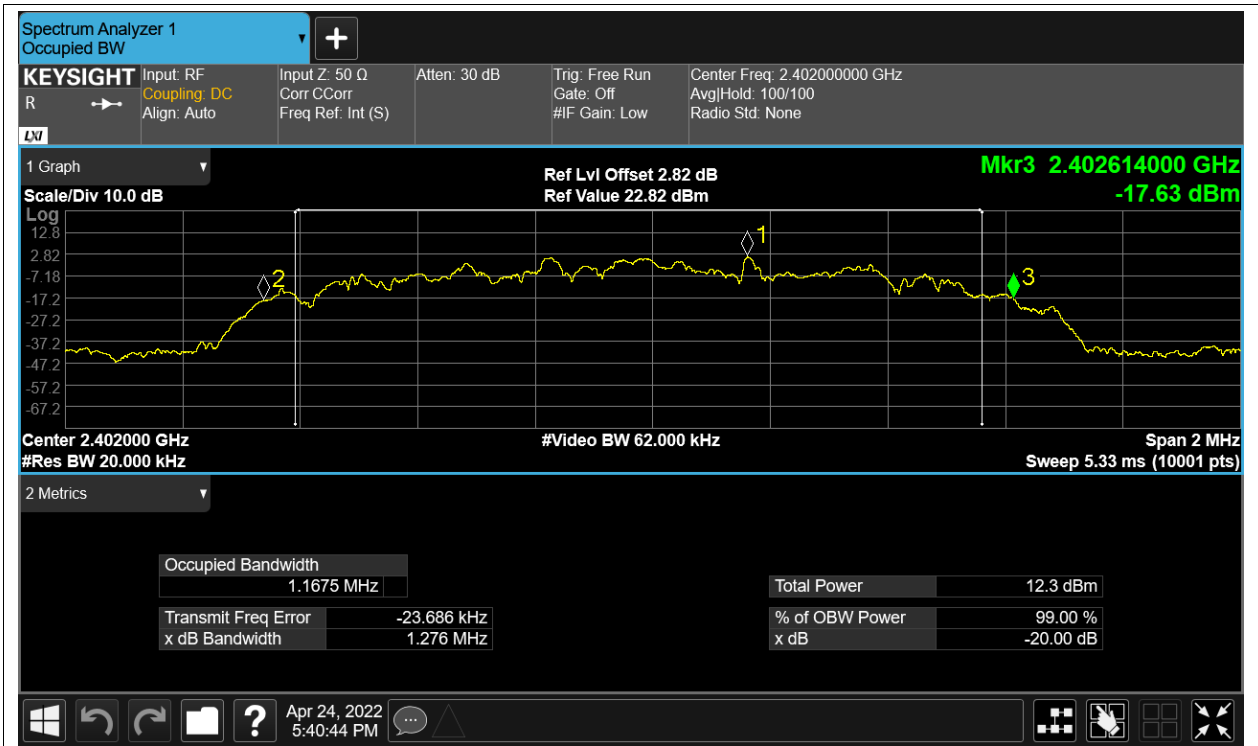 Spectrum Analyzer 1
Occupied BW
KEYSIGHT
R
LXI
Input: RF
Coupling: DC
Align: Auto
Input Z: 50 Ω
Corr CCorr
Freq Ref: Int (S)
Atten: 30 dB
Trig: Free Run
Gate: Off
#IF Gain: Low
Center Freq: 2.402000000 GHz
Avg|Hold: 100/100
Radio Std: None
1 Graph
Scale/Div 10.0 dB
Ref Lvl Offset 2.82 dB
Ref Value 22.82 dBm
Mkr3 2.402614000 GHz
-17.63 dBm
Log
12.8
2.82
-7.18
-17.2
-27.2
-37.2
-47.2
-57.2
-67.2
1
2
3
Center 2.402000 GHz
#Res BW 20.000 kHz
#Video BW 62.000 kHz
Span 2 MHz
Sweep 5.33 ms (10001 pts)
2 Metrics
Occupied Bandwidth
1.1675 MHz
Transmit Freq Error -23.686 kHz
x dB Bandwidth 1.276 MHz
Total Power 12.3 dBm
% of OBW Power 99.00 %
x dB -20.00 dB
?
Apr 24, 2022
5:40:44 PM